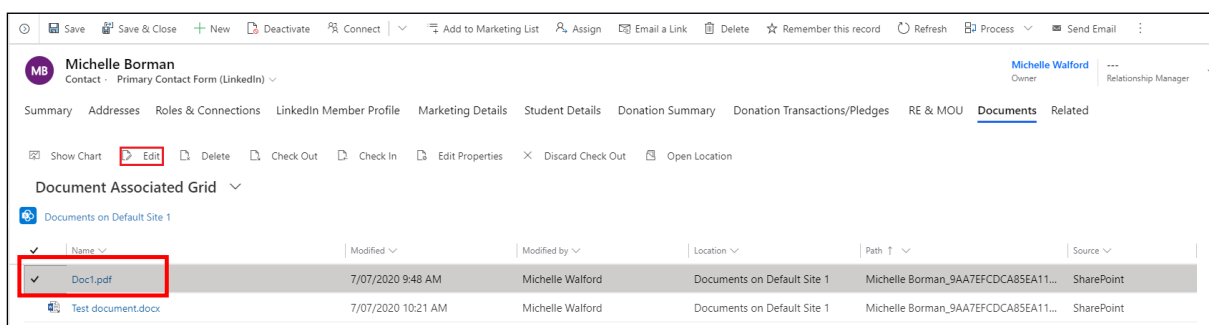 Save Save & Close New Deactivate Connect Add to Marketing List Assign Email a Link Delete Remember this record Refresh Process Send Email
MB Michelle Borman Michelle Walford ---
Contact · Primary Contact Form (LinkedIn) Owner Relationship Manager
Summary Addresses Roles & Connections LinkedIn Member Profile Marketing Details Student Details Donation Summary Donation Transactions/Pledges RE & MOU Documents Related
Show Chart Edit Delete Check Out Check In Edit Properties Discard Check Out Open Location
Document Associated Grid
Documents on Default Site 1
Name Modified Modified by Location Path ↑ Source
Doc1.pdf 7/07/2020 9:48 AM Michelle Walford Documents on Default Site 1 Michelle Borman_9AA7EFCDCA85EA11... SharePoint
Test document.docx 7/07/2020 10:21 AM Michelle Walford Documents on Default Site 1 Michelle Borman_9AA7EFCDCA85EA11... SharePoint